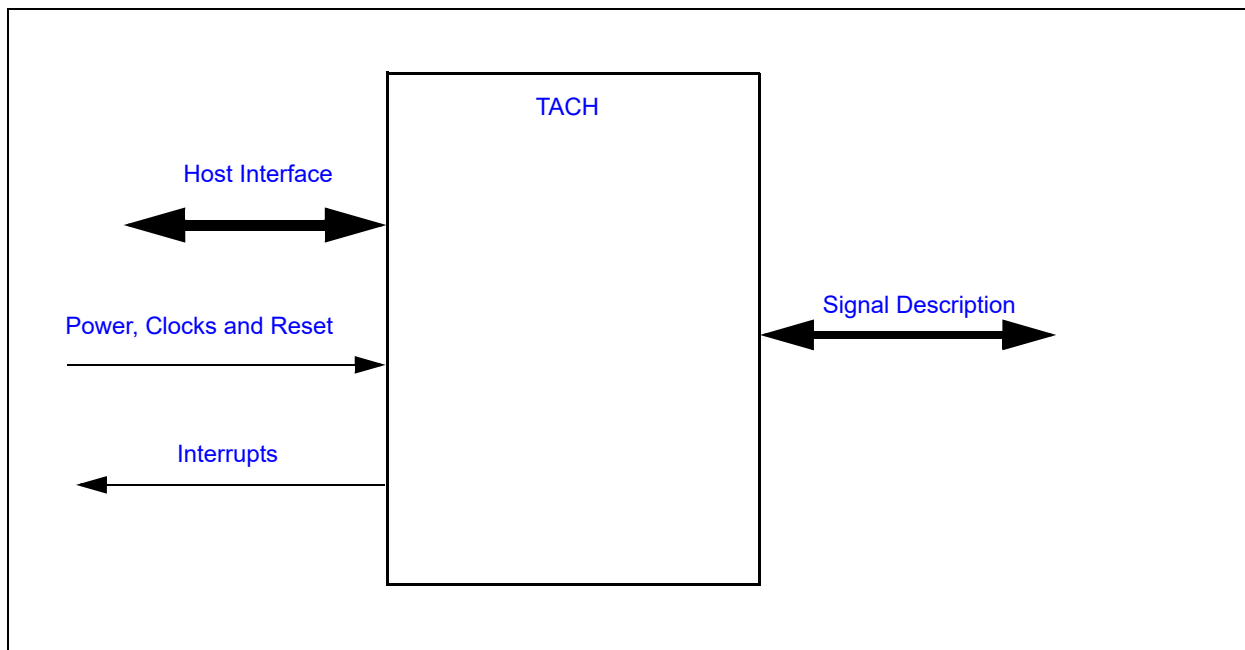 TACH
Host Interface
Signal Description
Power, Clocks and Reset
Interrupts